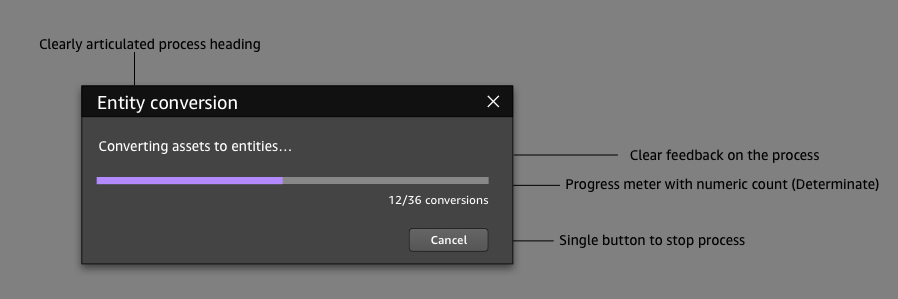 Clearly articulated process heading
Entity conversion
Converting assets to entities...
Clear feedback on the process
Progress meter with numeric count (Determinate)
12/36 conversions
Cancel
Single button to stop process